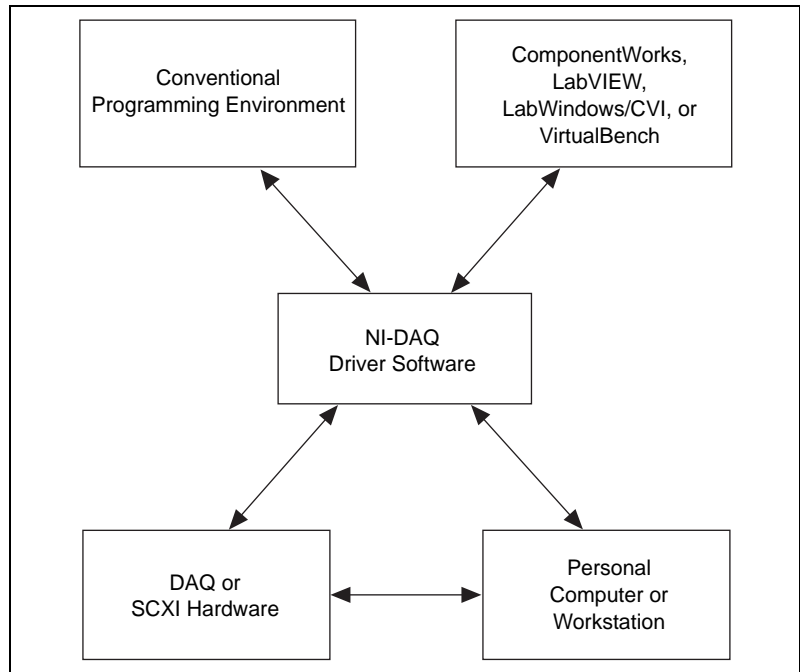 Conventional
Programming Environment
ComponentWorks,
LabVIEW,
LabWindows/CVI, or
VirtualBench
NI-DAQ
Driver Software
DAQ or
SCXI Hardware
Personal
Computer or
Workstation